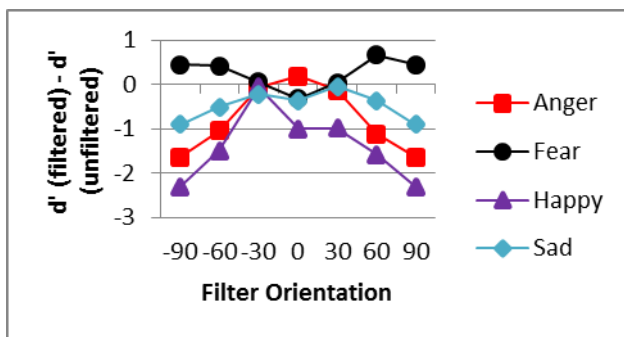 d' (filtered) - d'
(unfiltered)
1
0
-1
-2
-3
-90 -60 -30 0 30 60 90
Filter Orientation
Anger
Fear
Happy
Sad